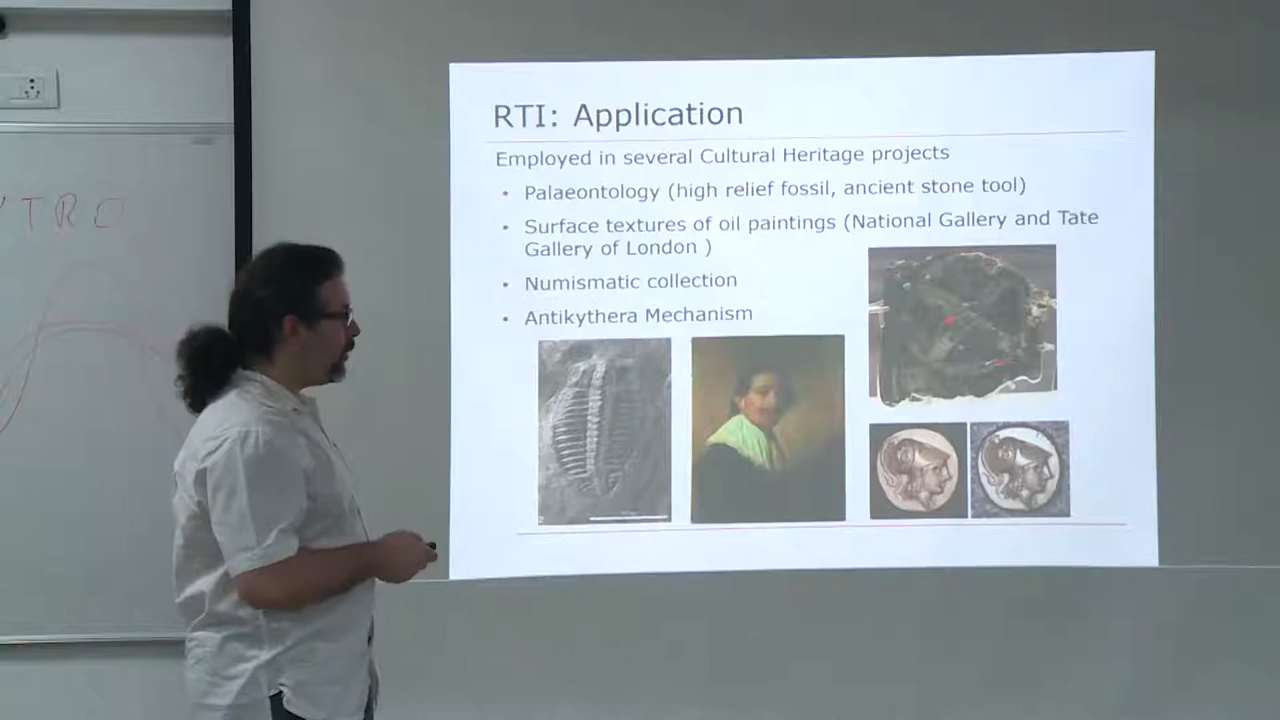 RTI: Application
Employed in several Cultural Heritage projects
• Palaeontology (high relief fossil, ancient stone tool)
• Surface textures of oil paintings (National Gallery and Tate
Gallery of London )
• Numismatic collection
• Antikythera Mechanism
TRE